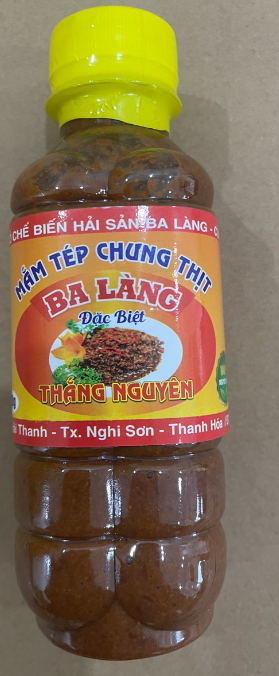 CHẾ BIẾN HẢI SẢN BA LÀNG - C
MẮM TÉP CHƯNG THỊT
BA LÀNG
Đặc Biệt
THẮNG NGUYÊN
Thanh - Tx. Nghi Sơn - Thanh Hóa